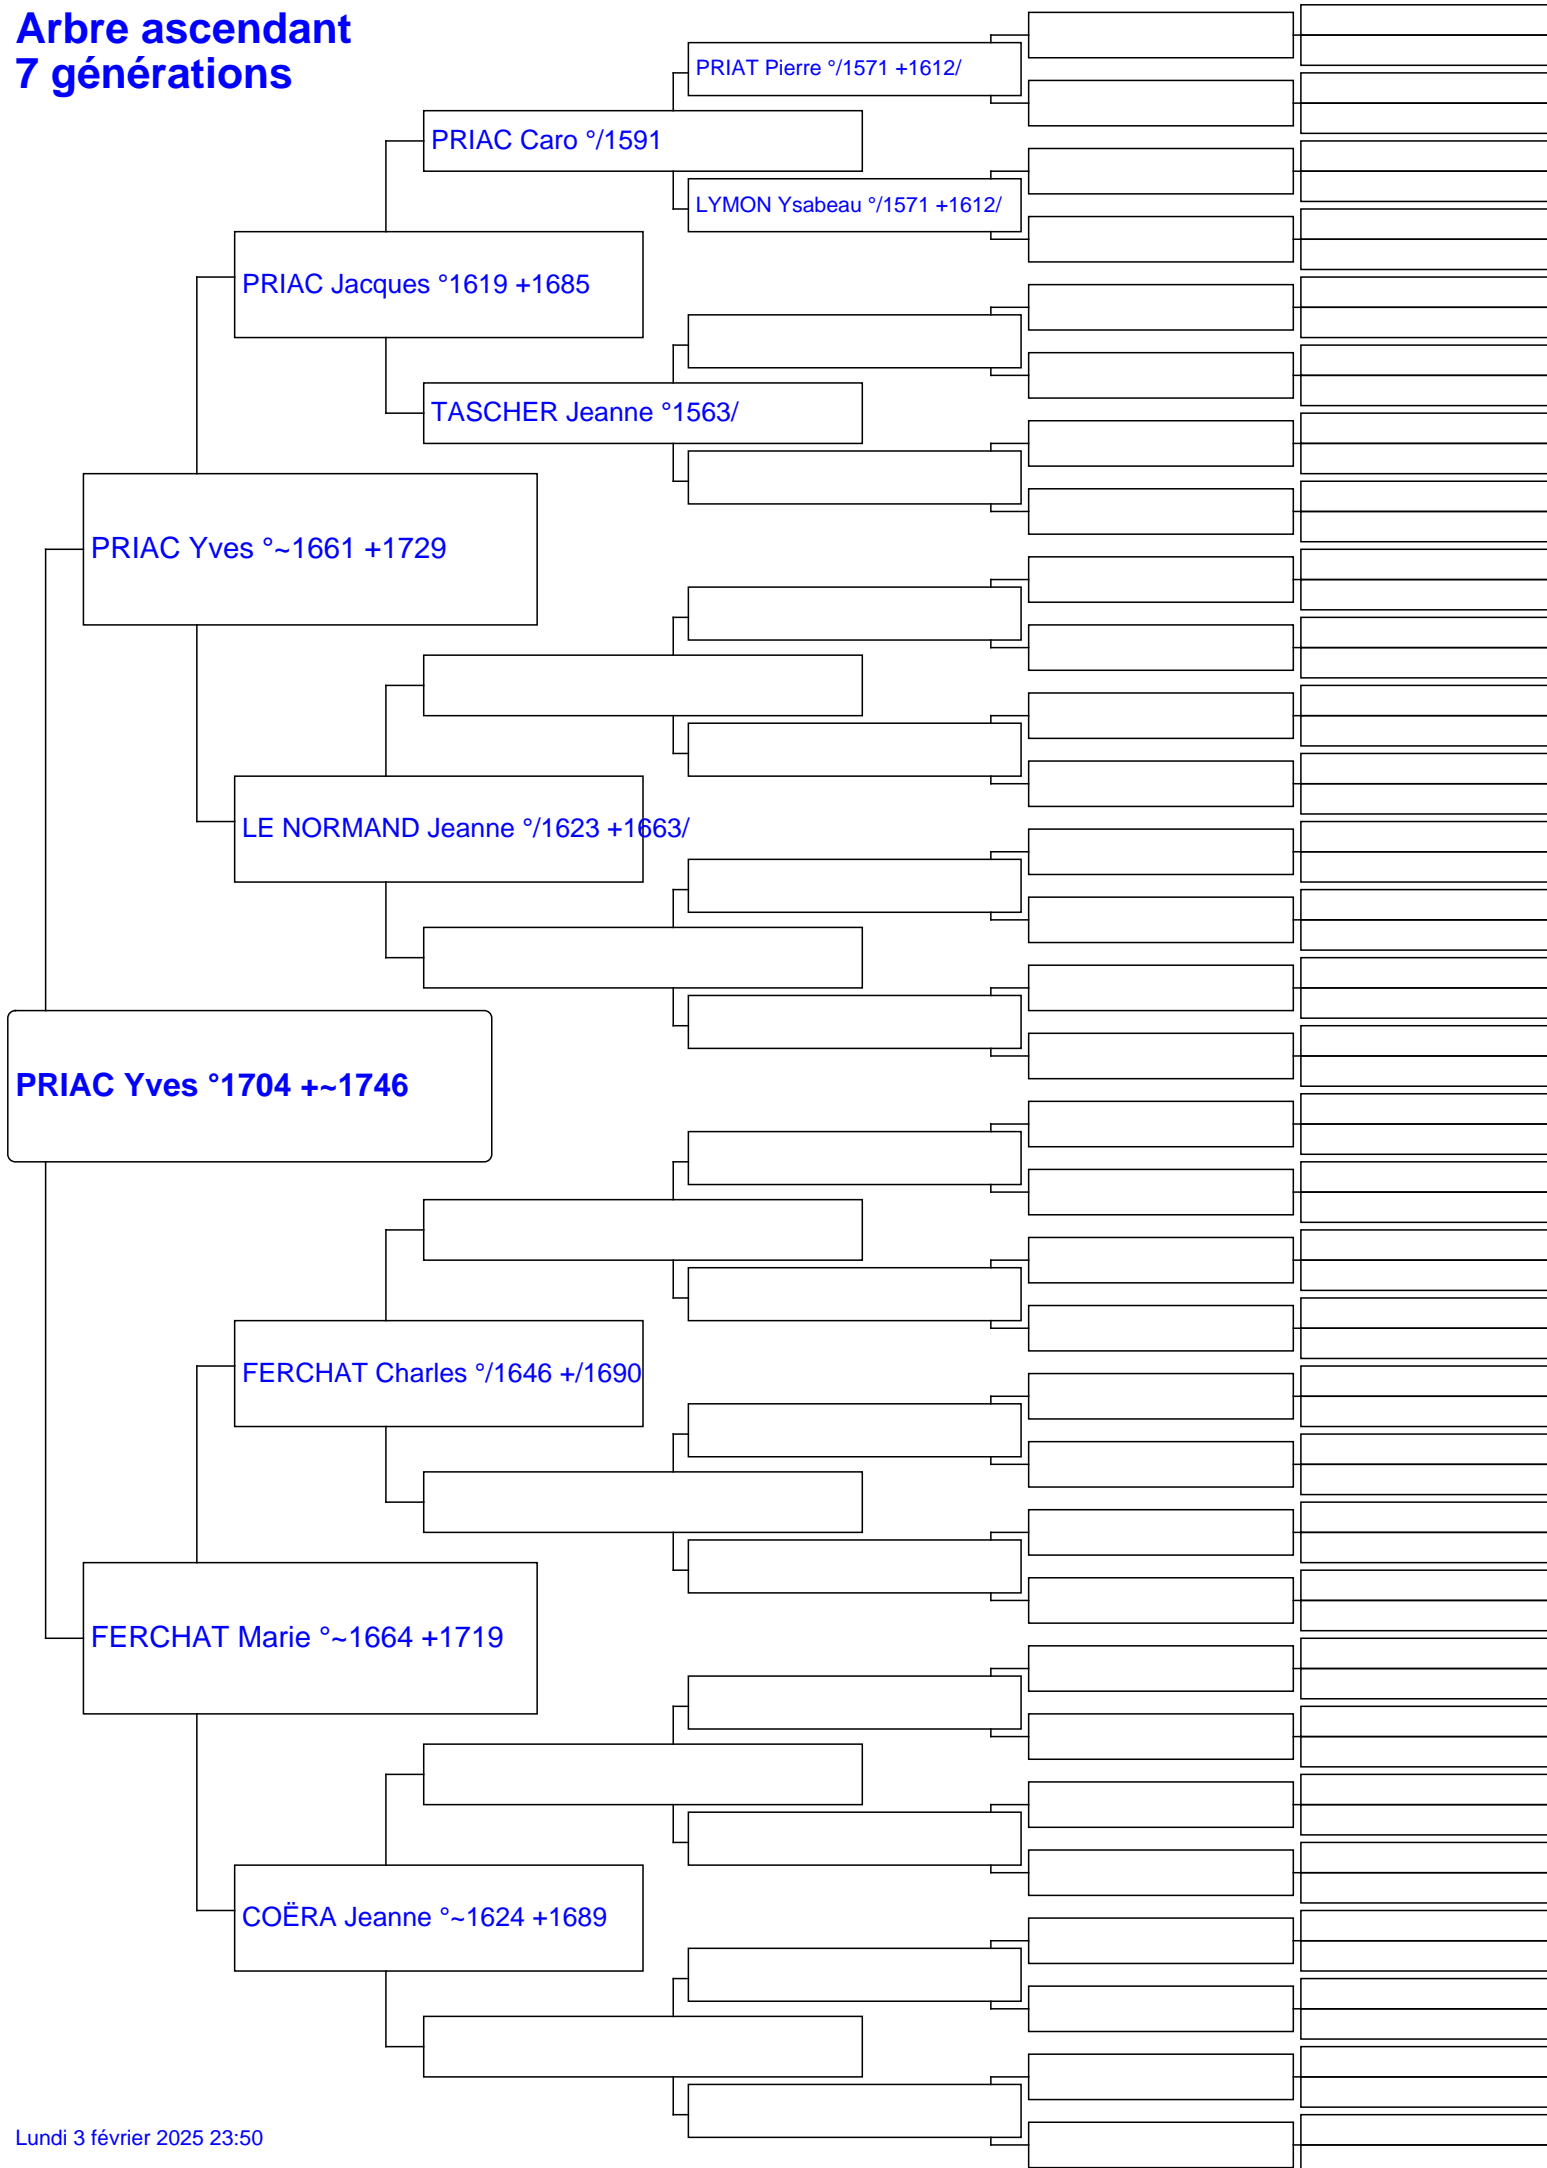 Arbre ascendant
7 générations
PRIAT Pierre °/1571 +1612/
PRIAC Caro °/1591
LYMON Ysabeau °/1571 +1612/
PRIAC Jacques °1619 +1685
TASCHER Jeanne °1563/
PRIAC Yves °~1661 +1729
LE NORMAND Jeanne °/1623 +1663/
PRIAC Yves °1704 +~1746
FERCHAT Charles °/1646 +/1690
FERCHAT Marie °~1664 +1719
COËRA Jeanne °~1624 +1689
Lundi 3 février 2025 23:50